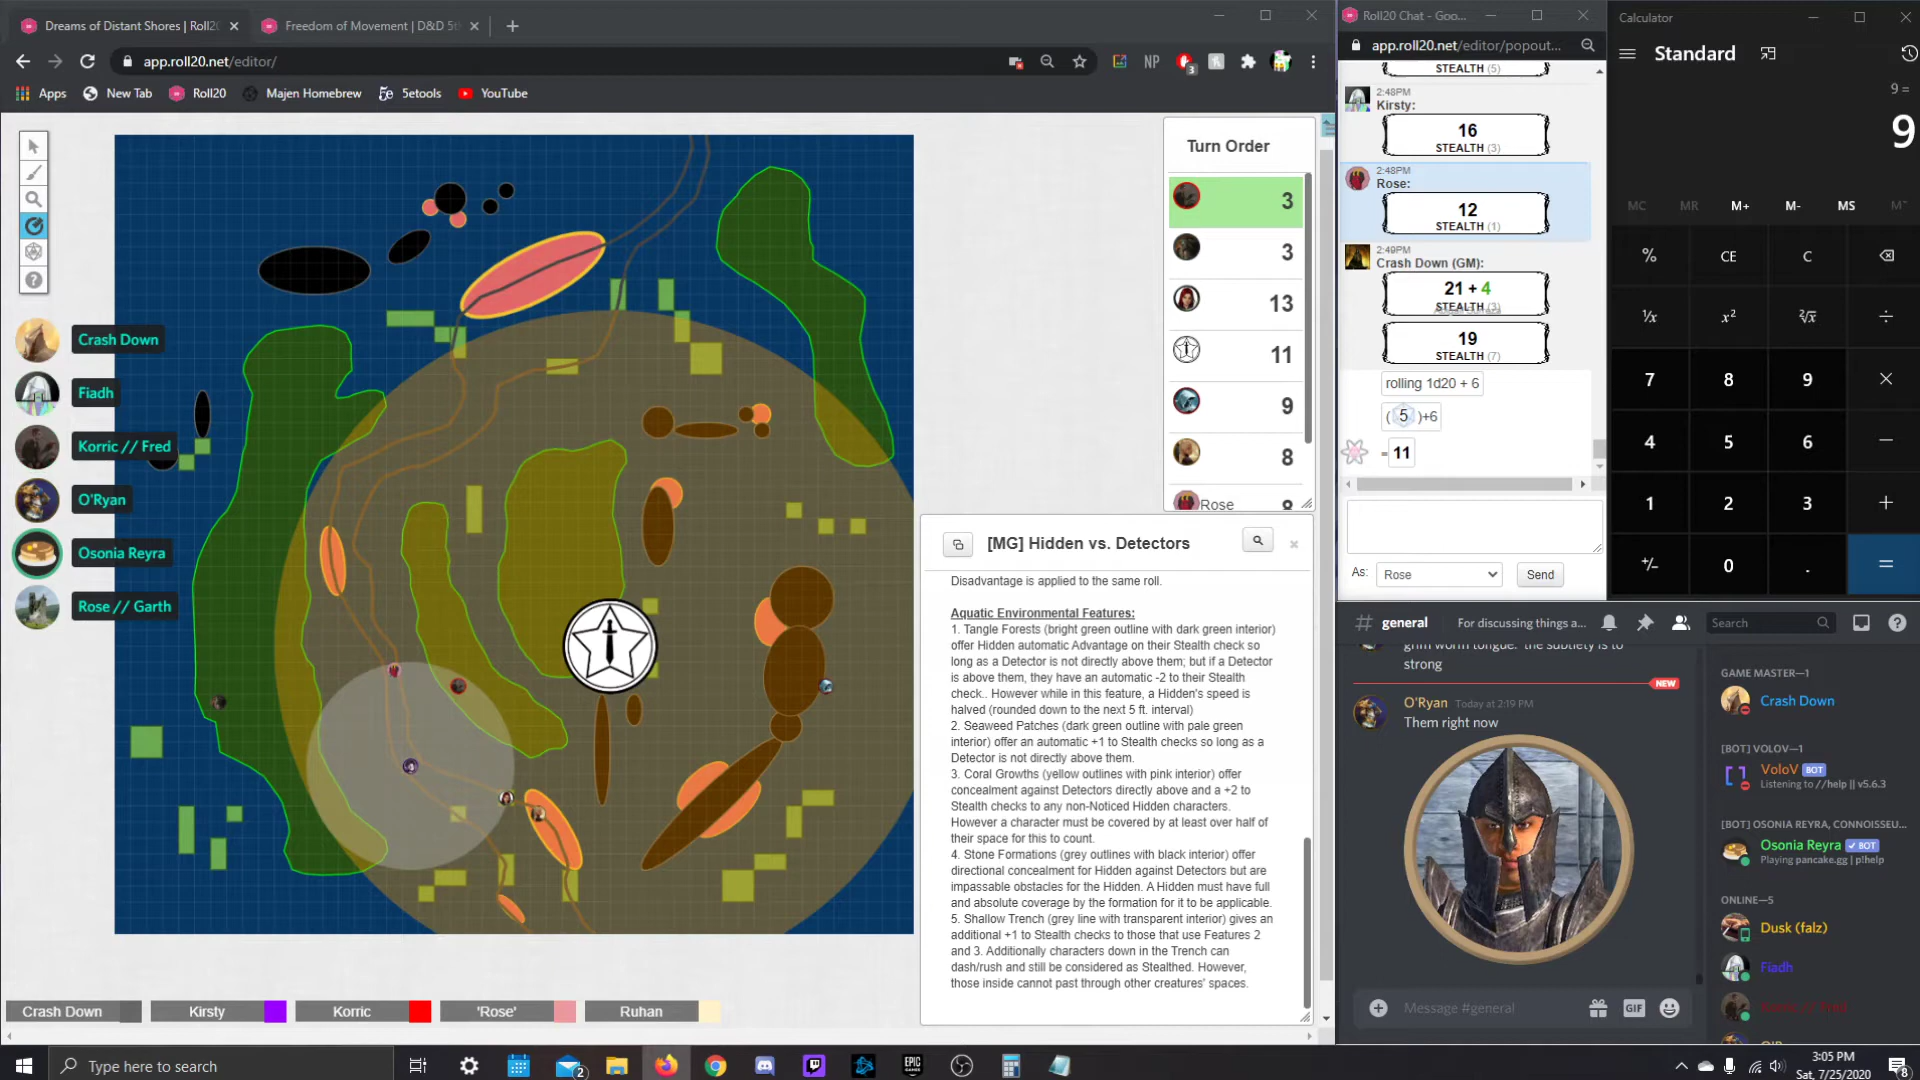 Dreams of Distant Shores | Roll2
Freedom of Movement | D&D 5th
app.roll20.net/editor/
NP
3
Apps
New Tab
Roll20
Majen Homebrew
5etools
YouTube
Crash Down
Fiadh
Korric // Fred
O'Ryan
Osonia Reyra
Rose // Garth
Turn Order
3
3
13
11
9
8
Rose
[MG] Hidden vs. Detectors
Disadvantage is applied to the same roll.
Aquatic Environmental Features:
1. Tangle Forests (bright green outline with dark green interior)
offer Hidden automatic Advantage on their Stealth check so
long as a Detector is not directly above them; but if a Detector
is above them, they have an automatic -2 to their Stealth
check.. However while in this feature, a Hidden's speed is
halved (rounded down to the next 5 ft. interval)
2. Seaweed Patches (dark green outline with pale green
interior) offer an automatic +1 to Stealth checks so long as a
Detector is not directly above them.
3. Coral Growths (yellow outlines with pink interior) offer
concealment against Detectors directly above and a +2 to
Stealth checks to any non-Noticed Hidden characters.
However a character must be covered by at least over half of
their space for this to count.
4. Stone Formations (grey outlines with black interior) offer
directional concealment for Hidden against Detectors but are
impassable obstacles for the Hidden. A Hidden must have full
and absolute coverage by the formation for it to be applicable.
5. Shallow Trench (grey line with transparent interior) gives an
additional +1 to Stealth checks to those that use Features 2
and 3. Additionally characters down in the Trench can
dash/rush and still be considered as Stealthed. However,
those inside cannot past through other creatures' spaces.
Crash Down
Kirsty
Korric
'Rose'
Ruhan
Roll20 Chat - Goo...
app.roll20.net/editor/popout...
STEALTH (5)
2:48PM
Kirsty:
16
STEALTH (3)
2:48PM
Rose:
12
STEALTH (1)
2:49PM
Crash Down (GM):
21 + 4
STEALTH (3)
19
STEALTH (7)
rolling 1d20 + 6
( 5 )+6
= 11
As:
Rose
Send
Calculator
Standard
9 =
9
MC
MR
M+
M-
MS
M˅
%
CE
C
⅟x
x²
²√x
÷
7
8
9
×
4
5
6
−
1
2
3
+
+/-
0
.
=
# general
For discussing things a...
Search
grim worm tongue. the subtlety is to
strong
NEW
O'Ryan Today at 2:19 PM
Them right now
Message #general
GIF
GAME MASTER—1
Crash Down
[BOT] VOLOV—1
VoloV BOT
Listening to //help || v5.6.3
[BOT] OSONIA REYRA, CONNOISSEU...
Osonia Reyra ✓ BOT
Playing pancake.gg | p!help
ONLINE—5
Dusk (falz)
Fiadh
Type here to search
2
3:05 PM
Sat, 7/25/2020
8